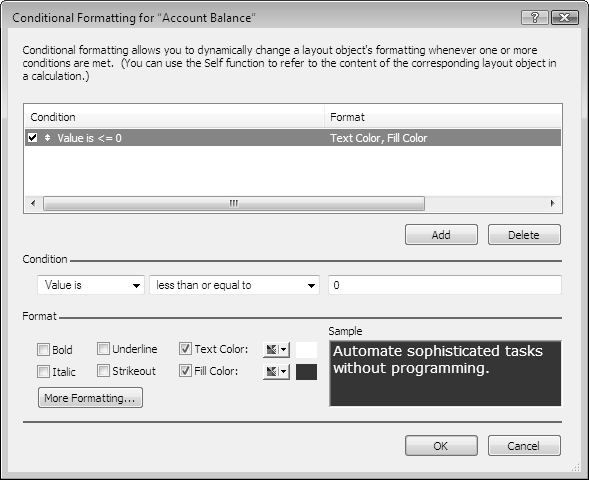 Conditional Formatting for “Account Balance”
Conditional formatting allows you to dynamically change a layout object's formatting whenever one or more
conditions are met.  (You can use the Self function to refer to the content of the corresponding layout object in
a calculation.)
Condition Format
Value is <= 0 Text Color, Fill Color
Add Delete
Condition
Value is less than or equal to 0
Format
Sample
Bold Underline Text Color:
Italic Strikeout Fill Color:
More Formatting...
Automate sophisticated tasks
without programming.
OK Cancel